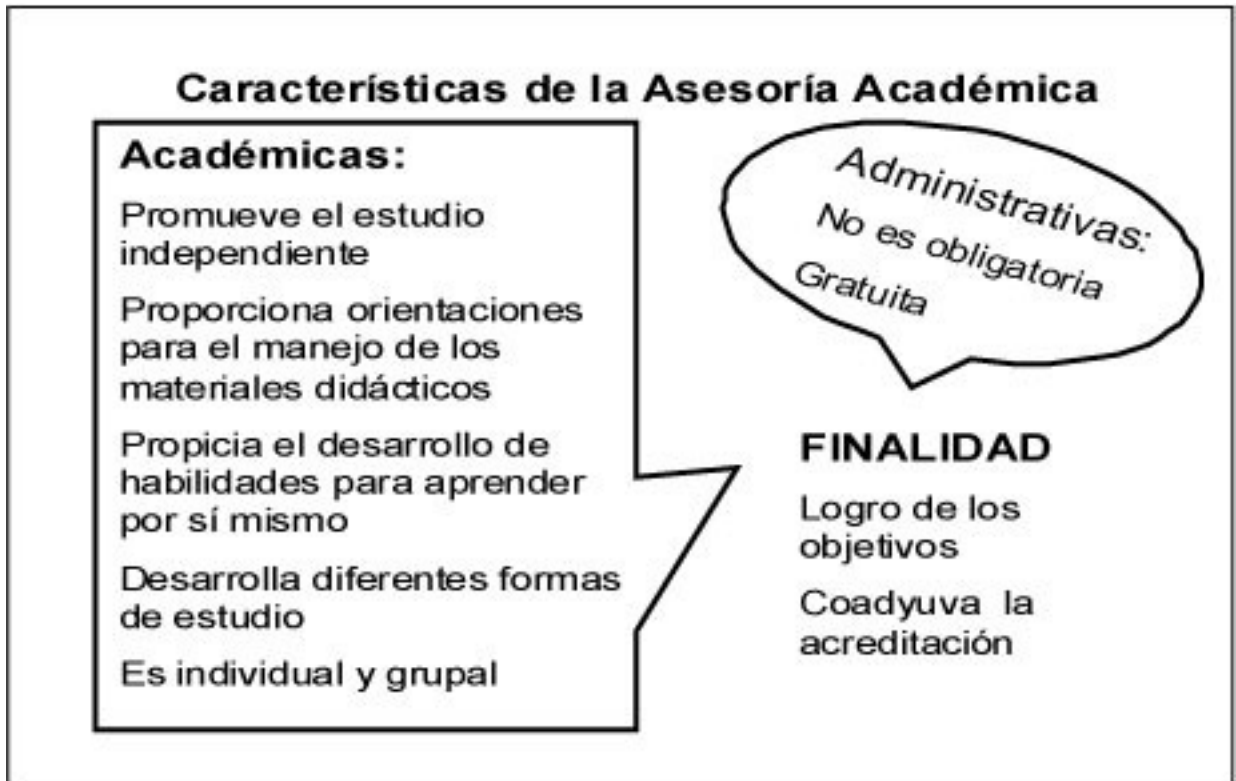 Características de la Asesoría Académica
Académicas:
Promueve el estudio
independiente
Proporciona orientaciones
para el manejo de los
materiales didácticos
Propicia el desarrollo de
habilidades para aprender
por sí mismo
Desarrolla diferentes formas
de estudio
Es individual y grupal
Administrativas:
No es obligatoria
Gratuita
FINALIDAD
Logro de los
objetivos
Coadyuva la
acreditación